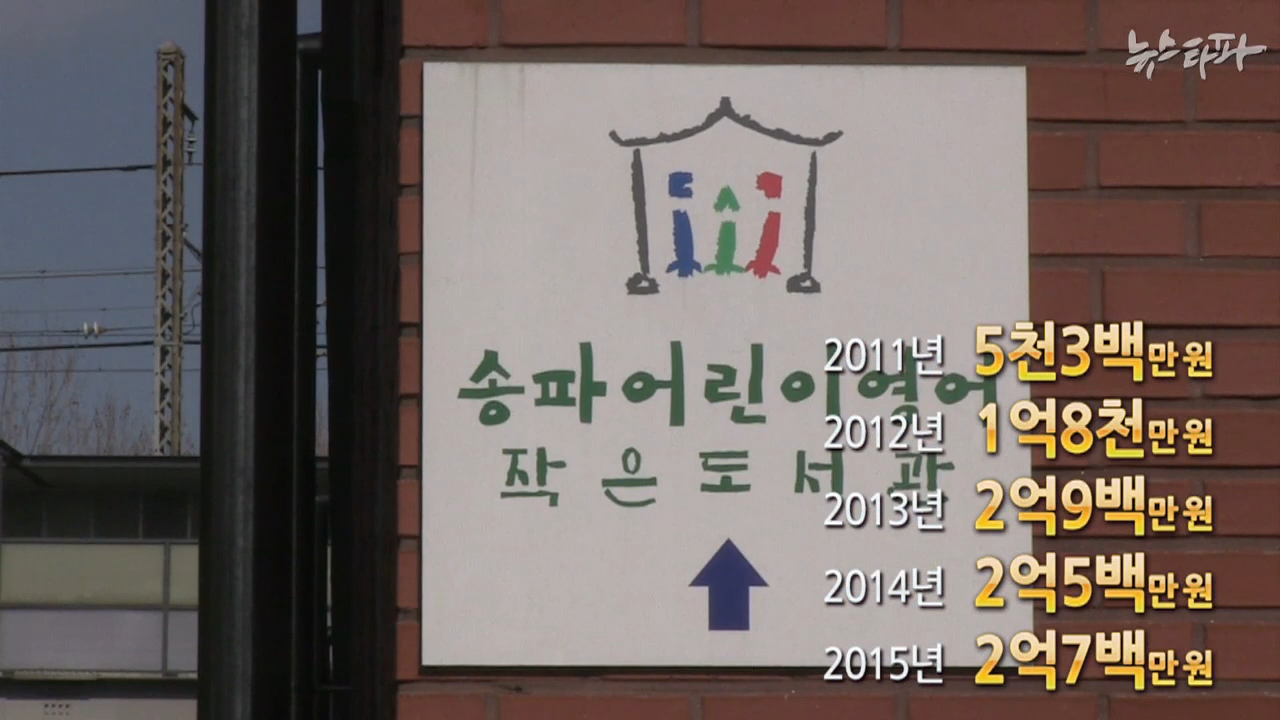 뉴스타파
송파어린이영어
작은도서관
2011년 5천3백만원
2012년 1억8천만원
2013년 2억9백만원
2014년 2억5백만원
2015년 2억7백만원